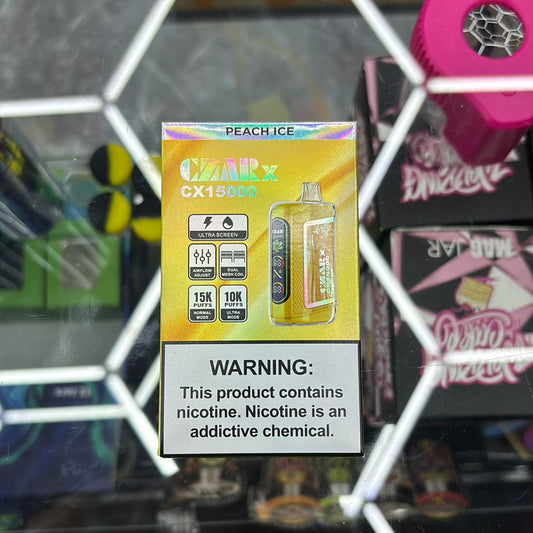 PEACH ICE
CZAR x
CX15000
ULTRA SCREEN
AIRFLOW
ADJUST
DUAL
MESH COIL
15K
PUFFS
NORMAL
MODE
10K
PUFFS
ULTRA
MODE
WARNING:
This product contains
nicotine. Nicotine is an
addictive chemical.
MAG JAR